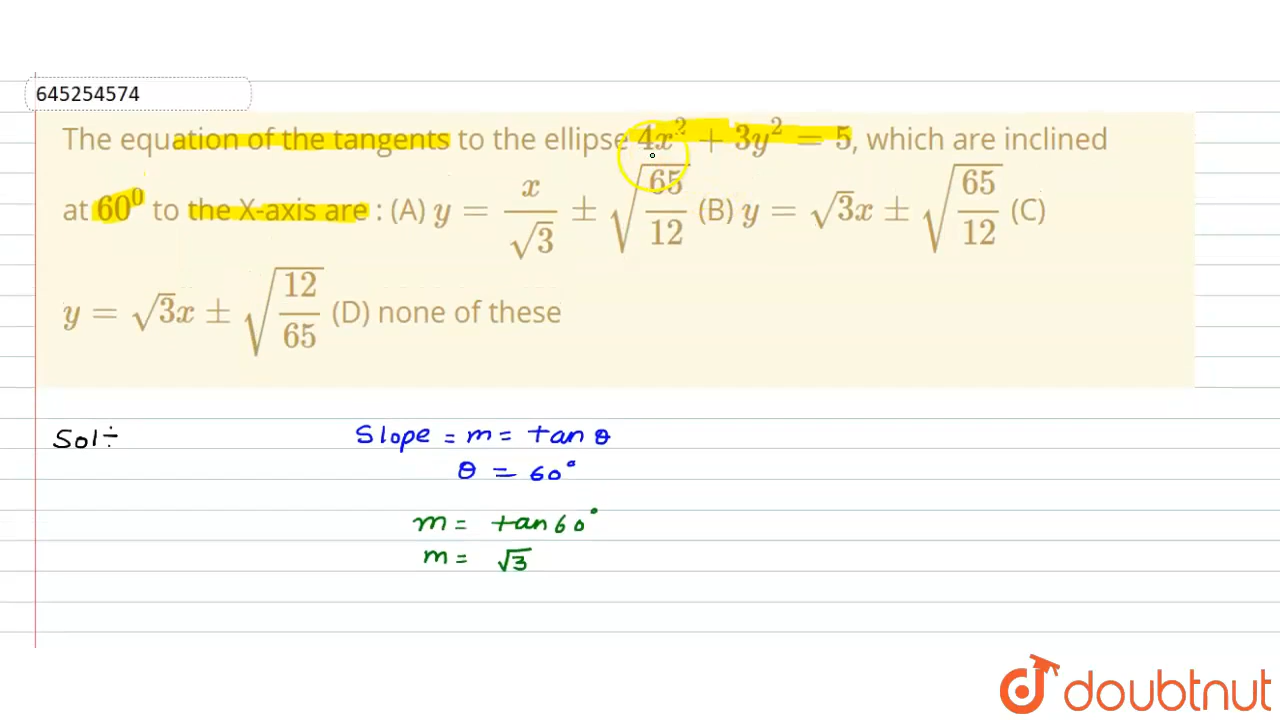 645254574
The equation of the tangents to the ellipse 4x² + 3y² = 5, which are inclined
at 60⁰ to the X-axis are : (A) y = x/√3 ± √(65/12) (B) y = √3x ± √(65/12) (C)
y = √3x ± √(12/65) (D) none of these
Sol÷
Slope = m = tan θ
θ = 60°
m = tan 60°
m = √3
doubtnut